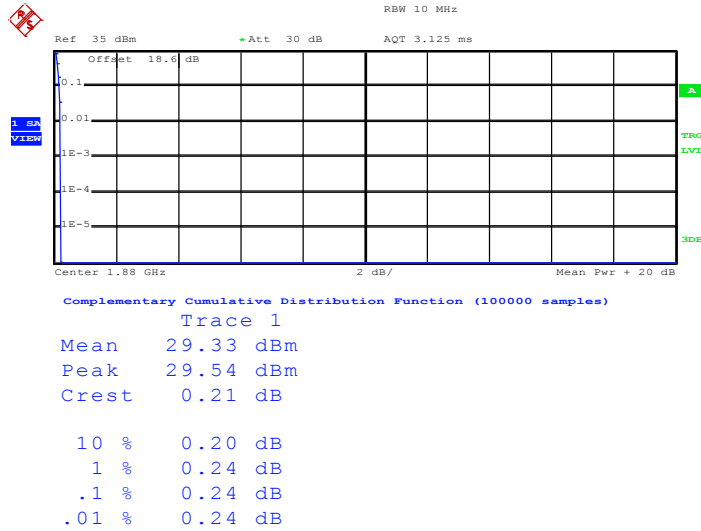 RBW 10 MHz
Ref 35 dBm *Att 30 dB AQT 3.125 ms
Offset 18.6 dB
0.1
A
0.01
1 SA
VIEW
TRG
LVL
1E-3
1E-4
1E-5
3DB
Center 1.88 GHz 2 dB/ Mean Pwr + 20 dB
Complementary Cumulative Distribution Function (100000 samples)
Trace 1
Mean 29.33 dBm
Peak 29.54 dBm
Crest 0.21 dB
10 % 0.20 dB
1 % 0.24 dB
.1 % 0.24 dB
.01 % 0.24 dB